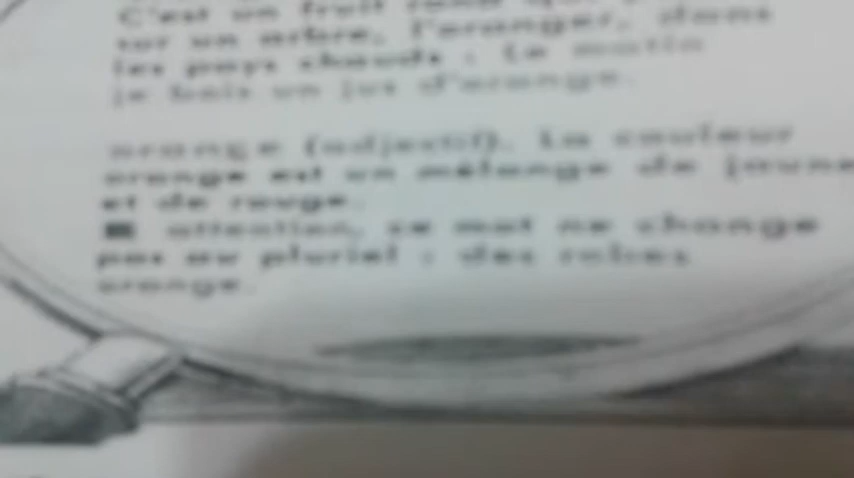 C'est un fruit rond qui
sur un arbre, l'oranger, dans
les pays chauds : Le matin
je bois un jus d'orange.
orange (adjectif). La couleur
orange est un mélange de jaune
et de rouge.
■ attention, ce mot ne change
pas au pluriel : des robes
orange.